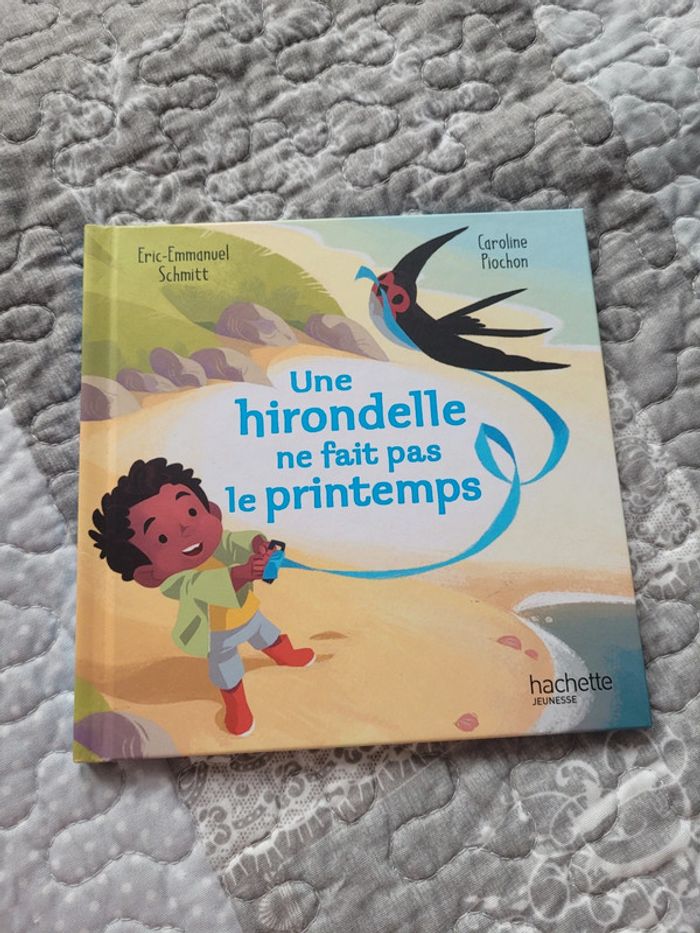 Eric-Emmanuel
Schmitt
Caroline
Piochon
Une
hirondelle
ne fait pas
le printemps
hachette
JEUNESSE